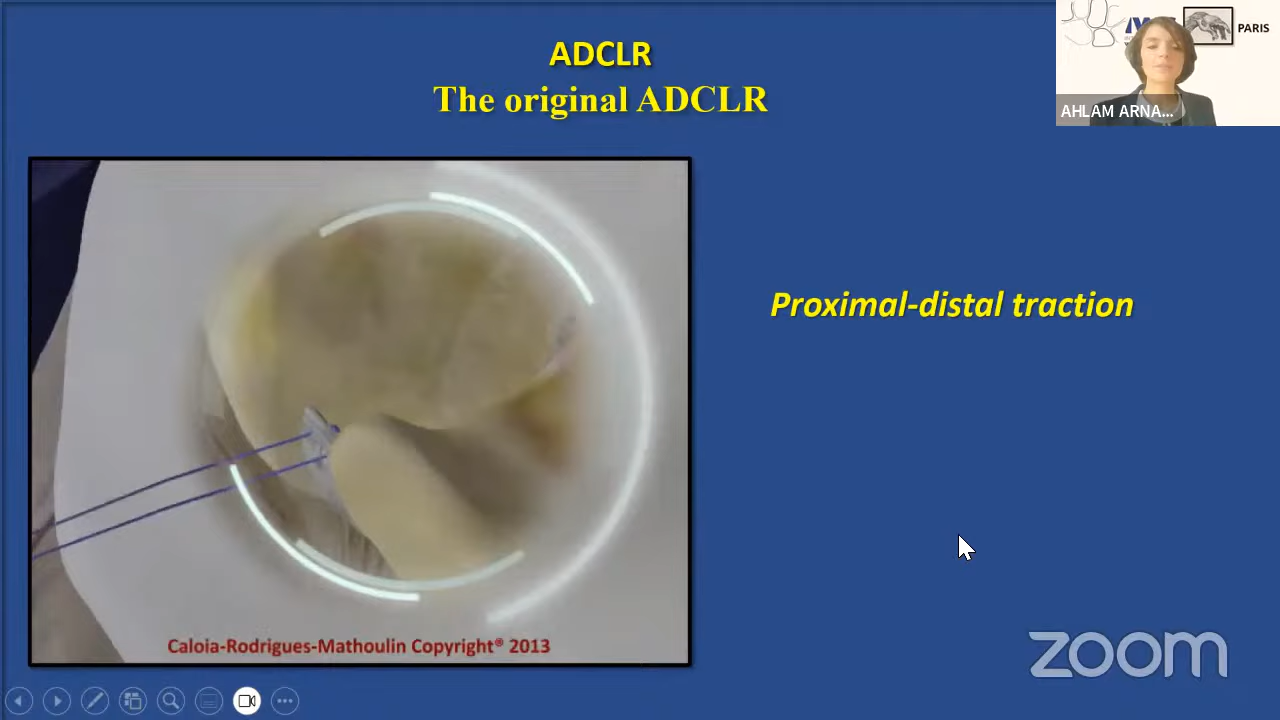 ADCLR
The original ADCLR
PARIS
AHLAM ARNA...
Proximal-distal traction
Caloia-Rodrigues-Mathoulin Copyright® 2013
zoom